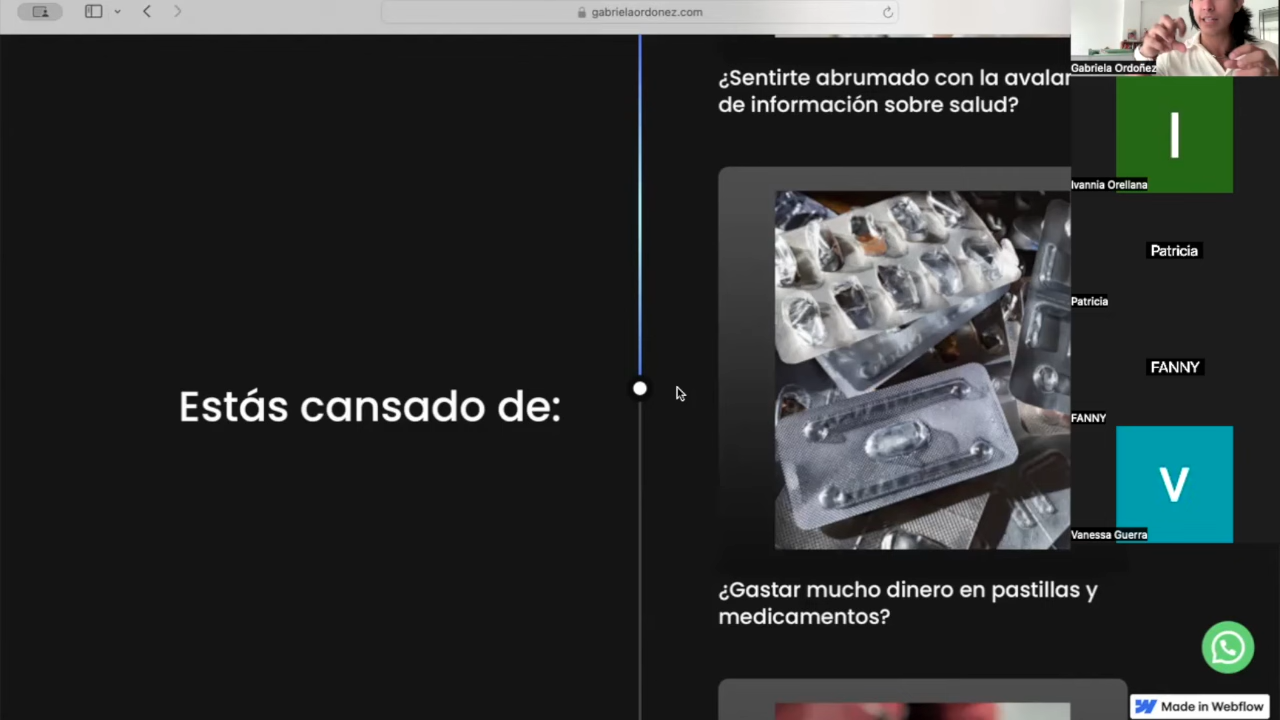 gabrielaordonez.com
¿Sentirte abrumado con la avalan
de información sobre salud?
Estás cansado de:
¿Gastar mucho dinero en pastillas y
medicamentos?
Gabriela Ordoñez
I
Ivannia Orellana
Patricia
Patricia
FANNY
FANNY
V
Vanessa Guerra
Made in Webflow